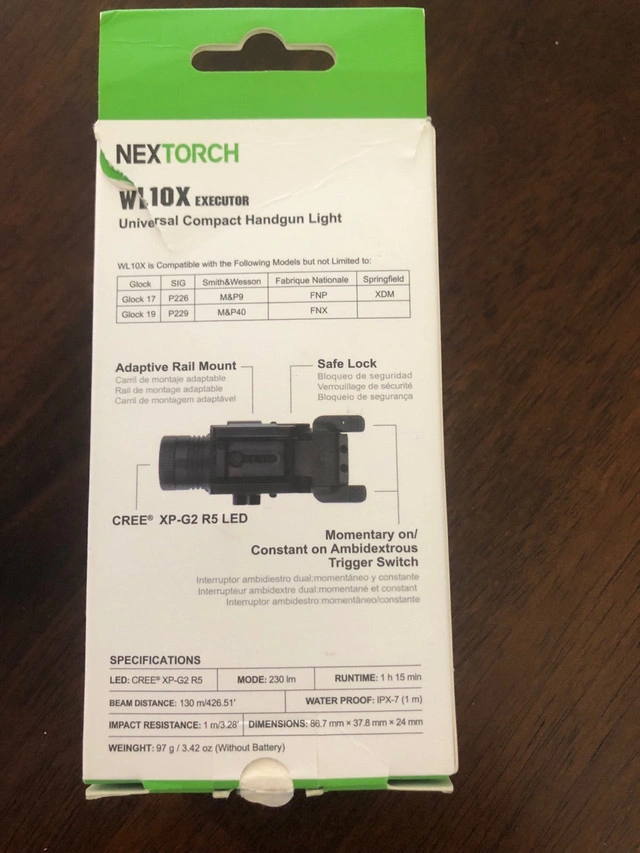 NEXTORCH
WL10X EXECUTOR
Universal Compact Handgun Light
WL10X is Compatible with the Following Models but not Limited to:
Glock SIG Smith&Wesson Fabrique Nationale Springfield
Glock 17 P226 M&P9 FNP XDM
Glock 19 P229 M&P40 FNX
Adaptive Rail Mount
Carril de montaje adaptable
Rail de montage adaptable
Carril de montagem adaptável
Safe Lock
Bloqueo de seguridad
Verrouillage de sécurité
Bloqueio de segurança
CREE® XP-G2 R5 LED
Momentary on/
Constant on Ambidextrous
Trigger Switch
Interruptor ambidiestro dual:momentáneo y constante
Interrupteur ambidextre dual:momentané et constant
Interruptor ambidestro:momentâneo/constante
SPECIFICATIONS
LED: CREE® XP-G2 R5 MODE: 230 lm RUNTIME: 1 h 15 min
BEAM DISTANCE: 130 m/426.51' WATER PROOF: IPX-7 (1 m)
IMPACT RESISTANCE: 1 m/3.28' DIMENSIONS: 86.7 mm × 37.8 mm × 24 mm
WEINGHT: 97 g / 3.42 oz (Without Battery)